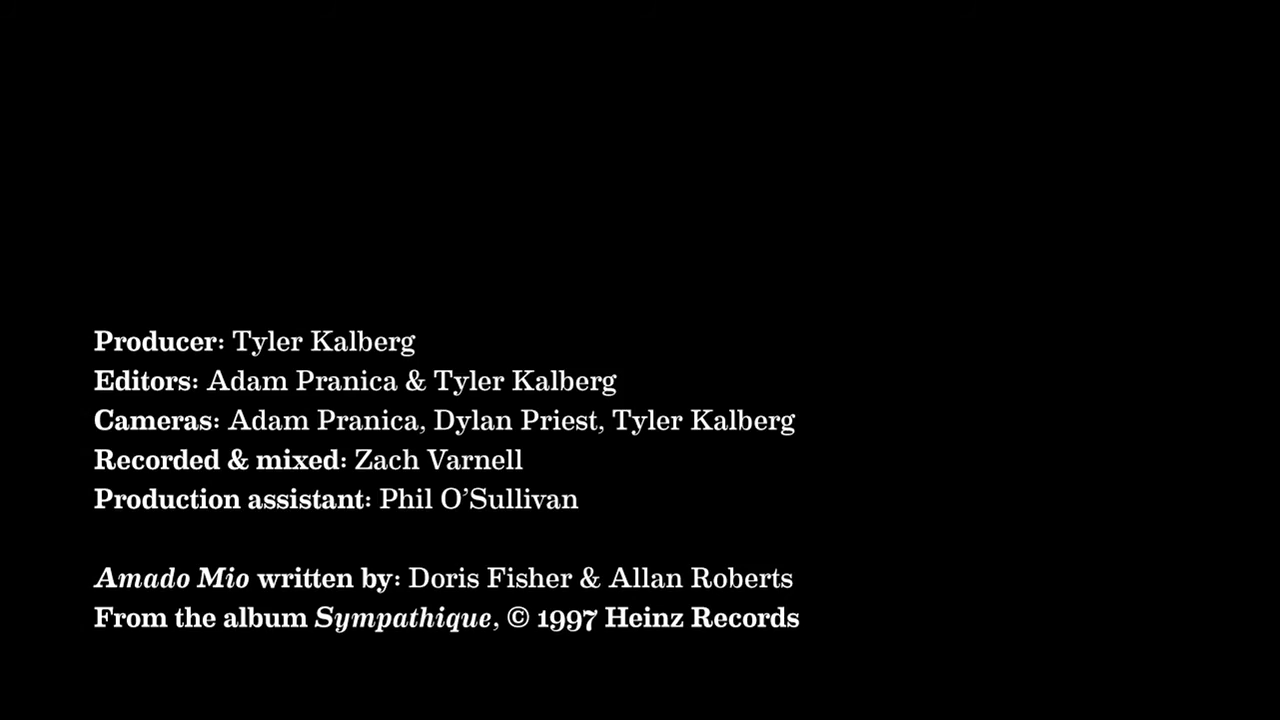 Producer: Tyler Kalberg
Editors: Adam Pranica & Tyler Kalberg
Cameras: Adam Pranica, Dylan Priest, Tyler Kalberg
Recorded & mixed: Zach Varnell
Production assistant: Phil O’Sullivan
Amado Mio written by: Doris Fisher & Allan Roberts
From the album Sympathique, © 1997 Heinz Records